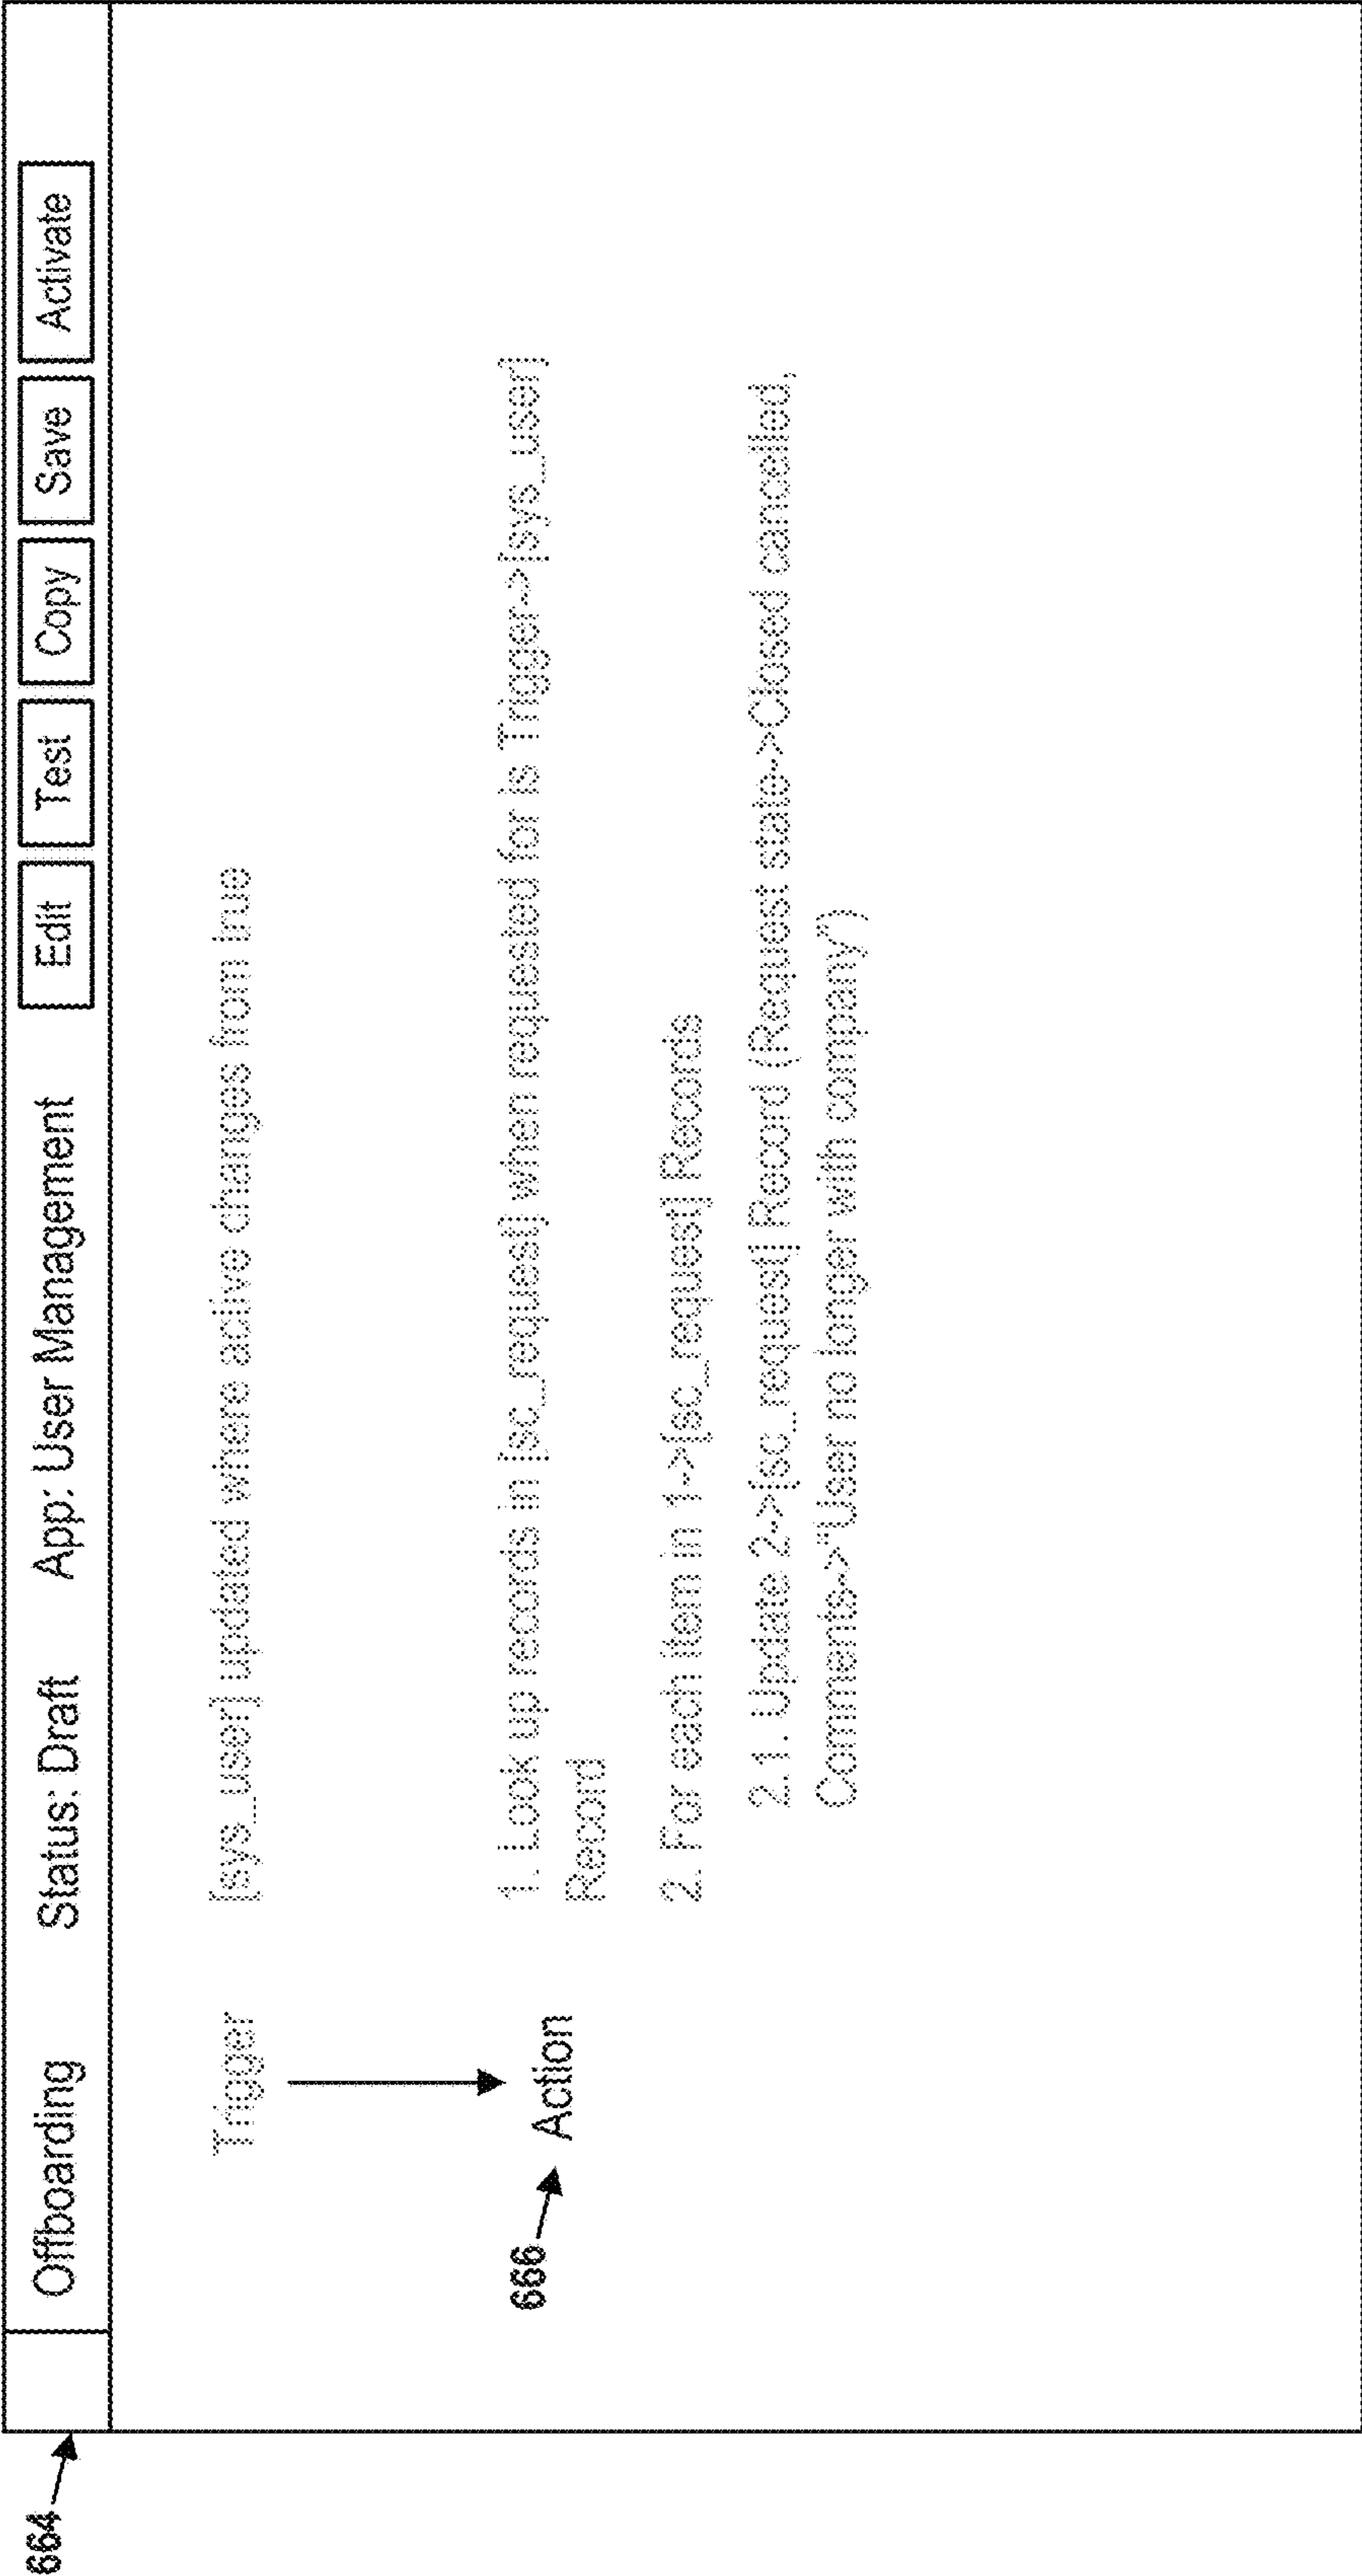 664
Offboarding Status: Draft App: User Management Edit Test Copy Save Activate
Trigger [sys_user] updated where active changes from true
666 Action
1. Look up records in [sc_request] when requested for is Trigger->[sys_user]
Record
2. For each item in 1->[sc_request] Records
2.1. Update 2->[sc_request] Record (Request state->Closed cancelled,
Comments->"User no longer with company")